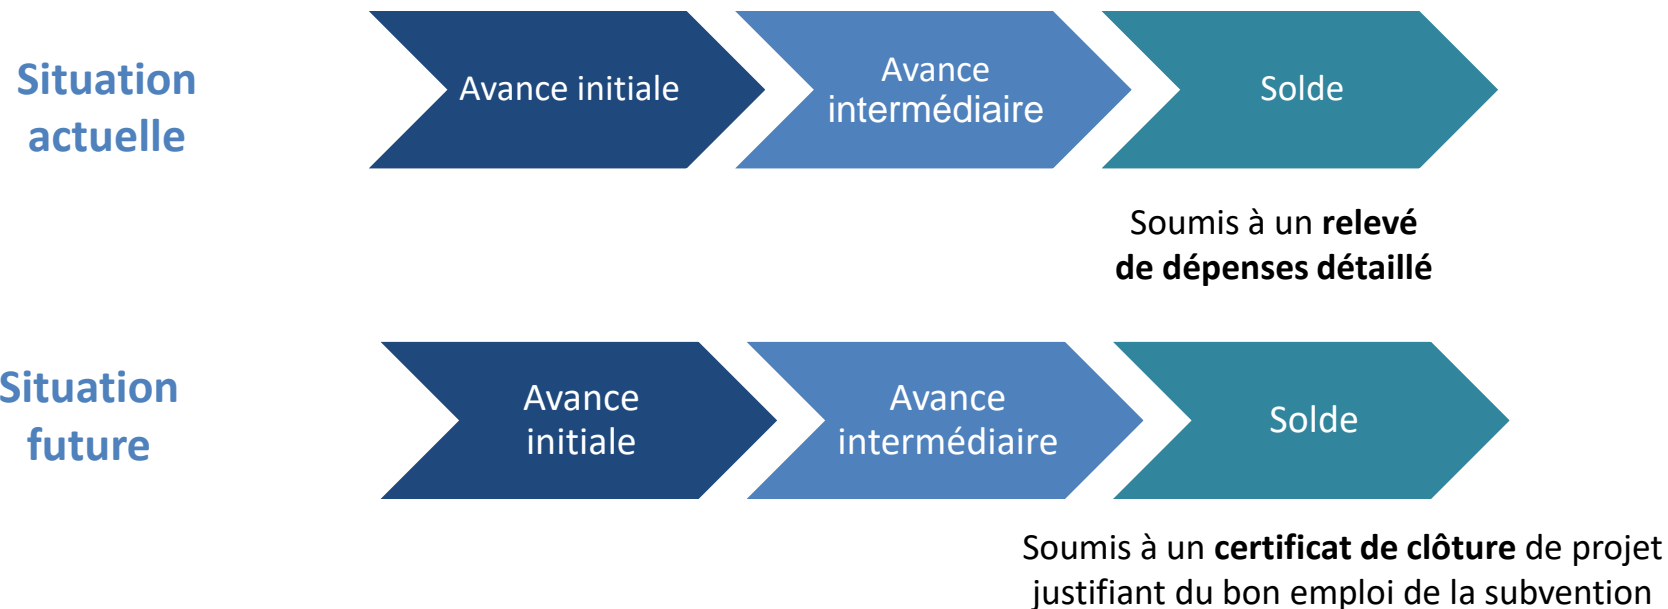 Situation
actuelle
Avance initiale
Avance
intermédiaire
Solde
Soumis à un relevé
de dépenses détaillé
Situation
future
Avance
initiale
Avance
intermédiaire
Solde
Soumis à un certificat de clôture de projet
justifiant du bon emploi de la subvention